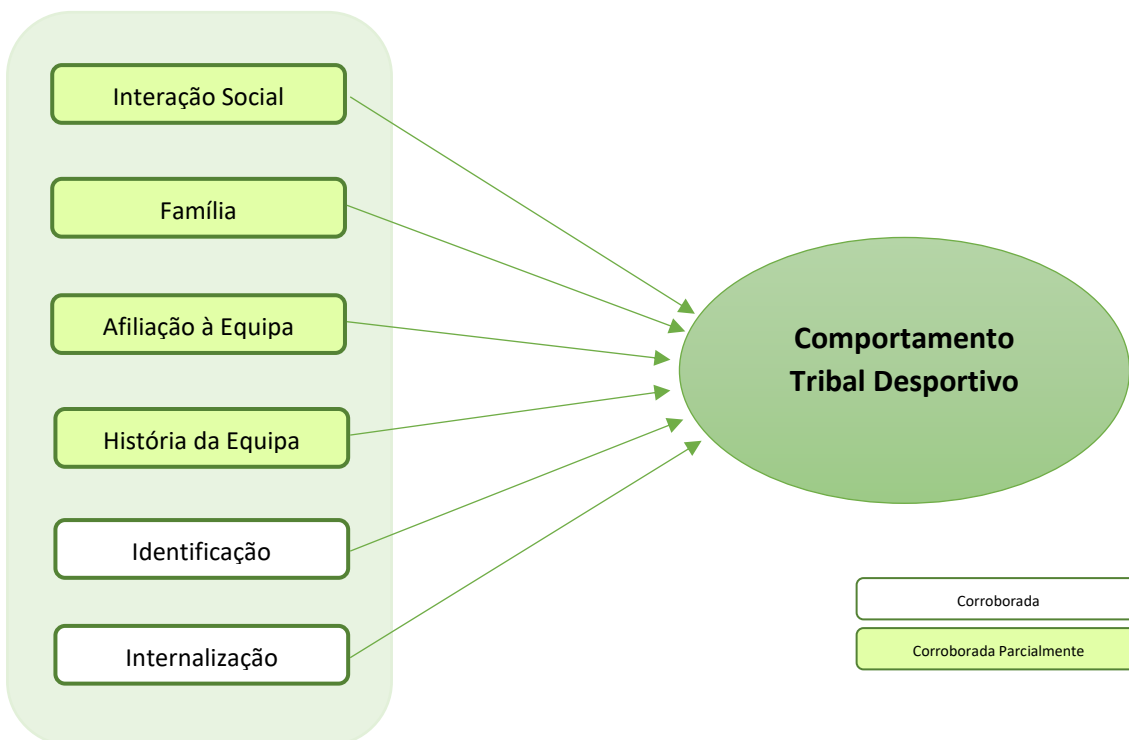 Interação Social
Família
Afiliação à Equipa
História da Equipa
Identificação
Internalização
Comportamento
Tribal Desportivo
Corroborada
Corroborada Parcialmente